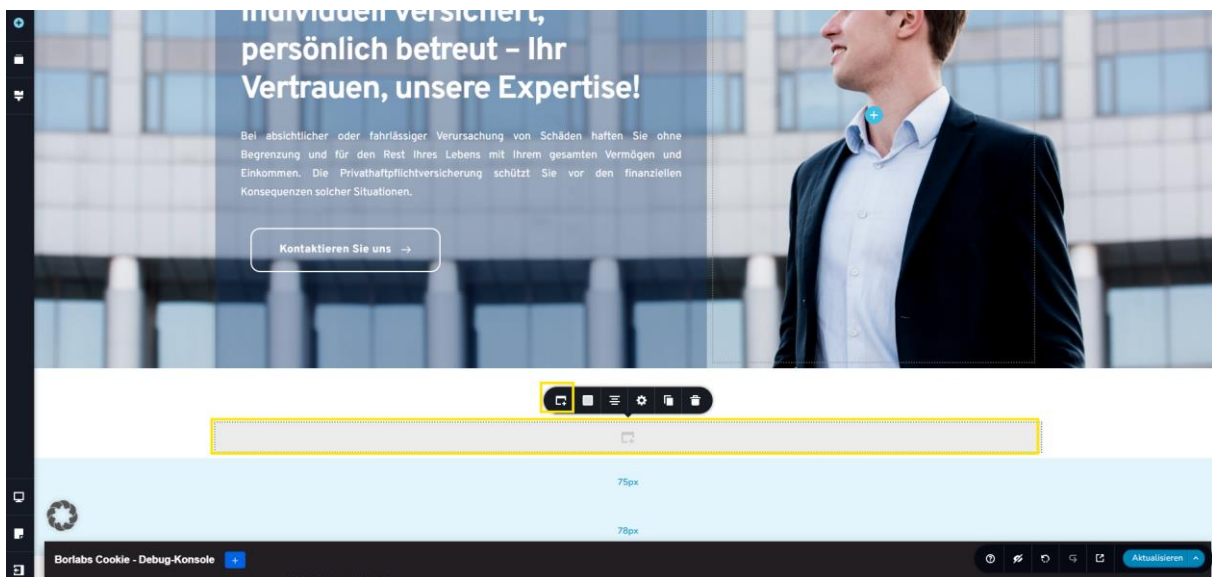 Individuell versichert,
persönlich betreut – Ihr
Vertrauen, unsere Expertise!
Bei absichtlicher oder fahrlässiger Verursachung von Schäden haften Sie ohne
Begrenzung und für den Rest Ihres Lebens mit Ihrem gesamten Vermögen und
Einkommen. Die Privathaftpflichtversicherung schützt Sie vor den finanziellen
Konsequenzen solcher Situationen.
Kontaktieren Sie uns →
75px
78px
Borlabs Cookie - Debug-Konsole
Aktualisieren